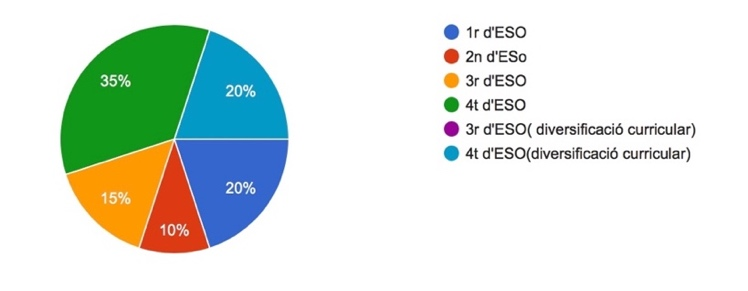 35%
20%
15%
10%
20%
1r d'ESO
2n d'ESo
3r d'ESO
4t d'ESO
3r d'ESO( diversificació curricular)
4t d'ESO(diversificació curricular)